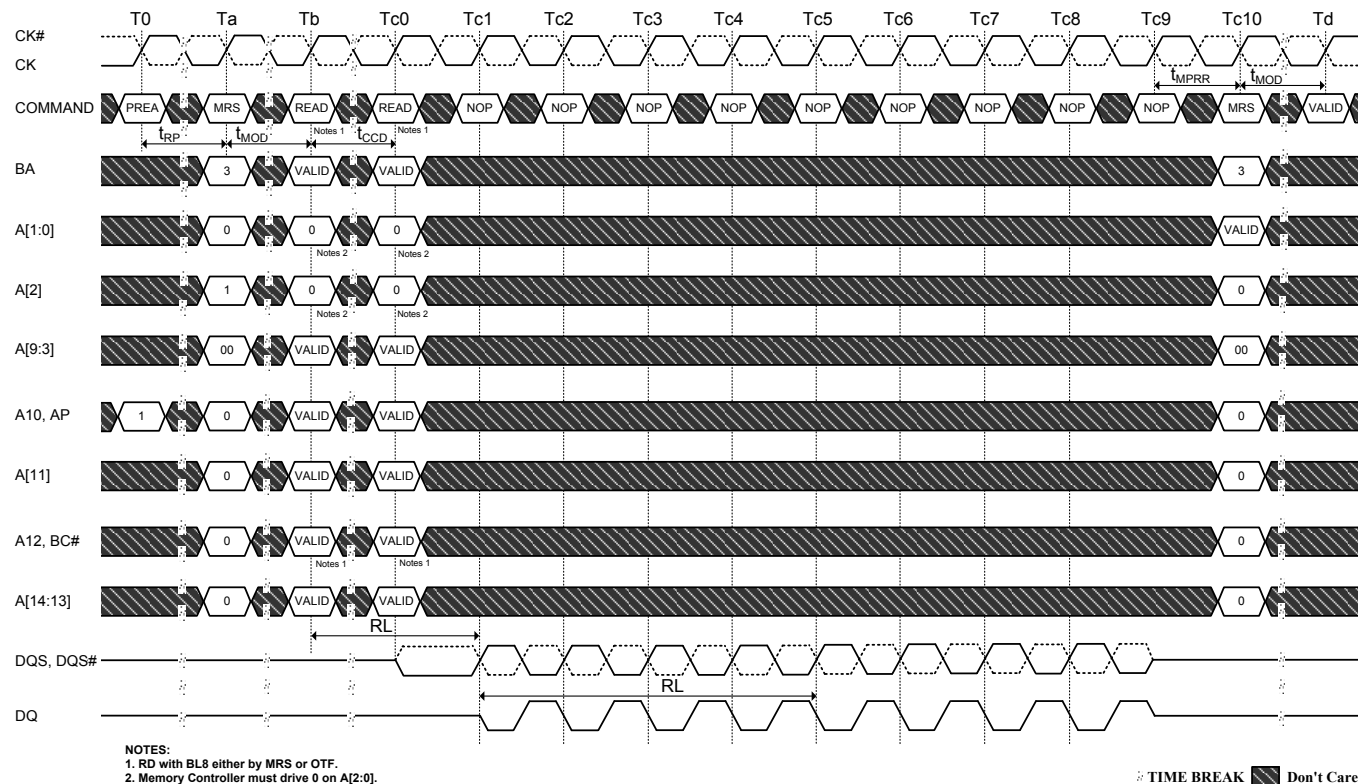 T0 Ta Tb Tc0 Tc1 Tc2 Tc3 Tc4 Tc5 Tc6 Tc7 Tc8 Tc9 Tc10 Td
CK#
CK
tMPRR tMOD
COMMAND PREA MRS READ READ NOP NOP NOP NOP NOP NOP NOP NOP NOP MRS VALID
Notes 1 Notes 1
tRP tMOD tCCD
BA 3 VALID VALID 3
A[1:0] 0 0 0 VALID
Notes 2 Notes 2
A[2] 1 0 0 0
Notes 2 Notes 2
A[9:3] 00 VALID VALID 00
A10, AP 1 0 VALID VALID 0
A[11] 0 VALID VALID 0
A12, BC# 0 VALID VALID 0
Notes 1 Notes 1
A[14:13] 0 VALID VALID 0
RL
DQS, DQS#
RL
DQ
NOTES:
1. RD with BL8 either by MRS or OTF.
2. Memory Controller must drive 0 on A[2:0].
TIME BREAK Don't Care